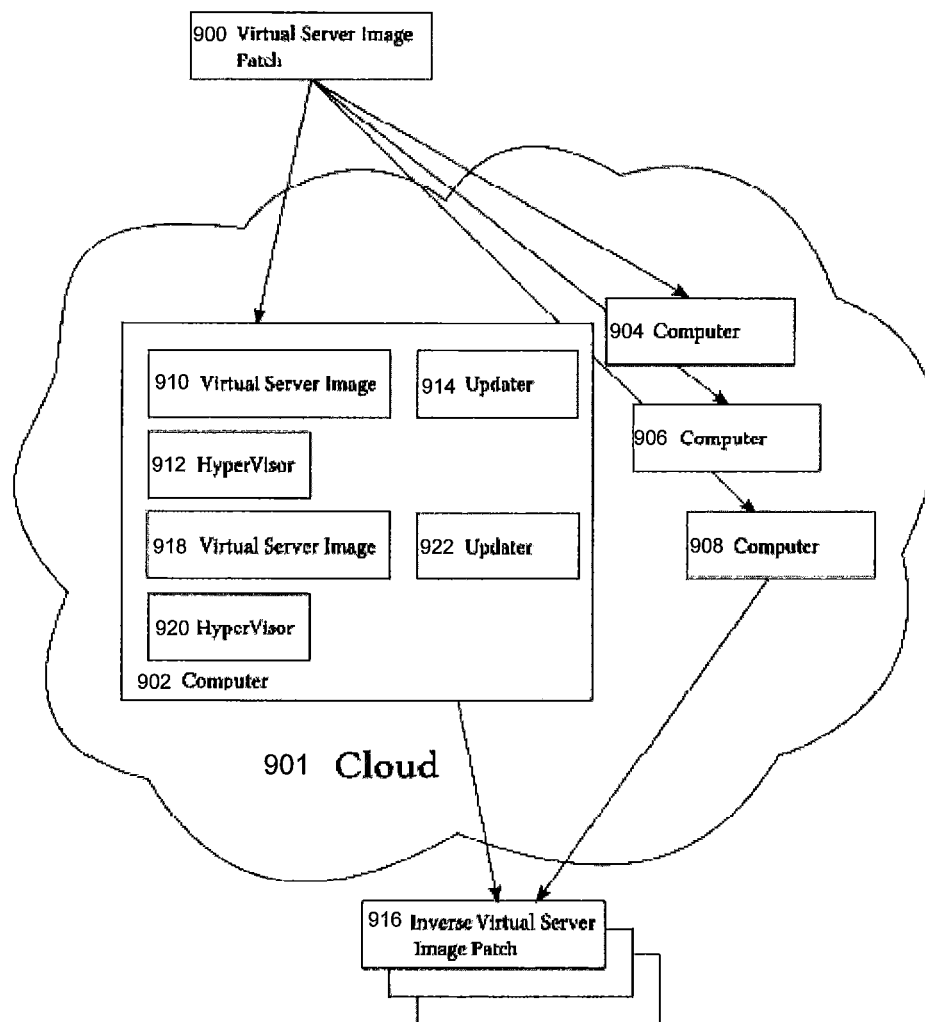 900 Virtual Server Image
Patch
904 Computer
910 Virtual Server Image
914 Updater
906 Computer
912 HyperVisor
918 Virtual Server Image
922 Updater
908 Computer
920 HyperVisor
902 Computer
901 Cloud
916 Inverse Virtual Server
Image Patch